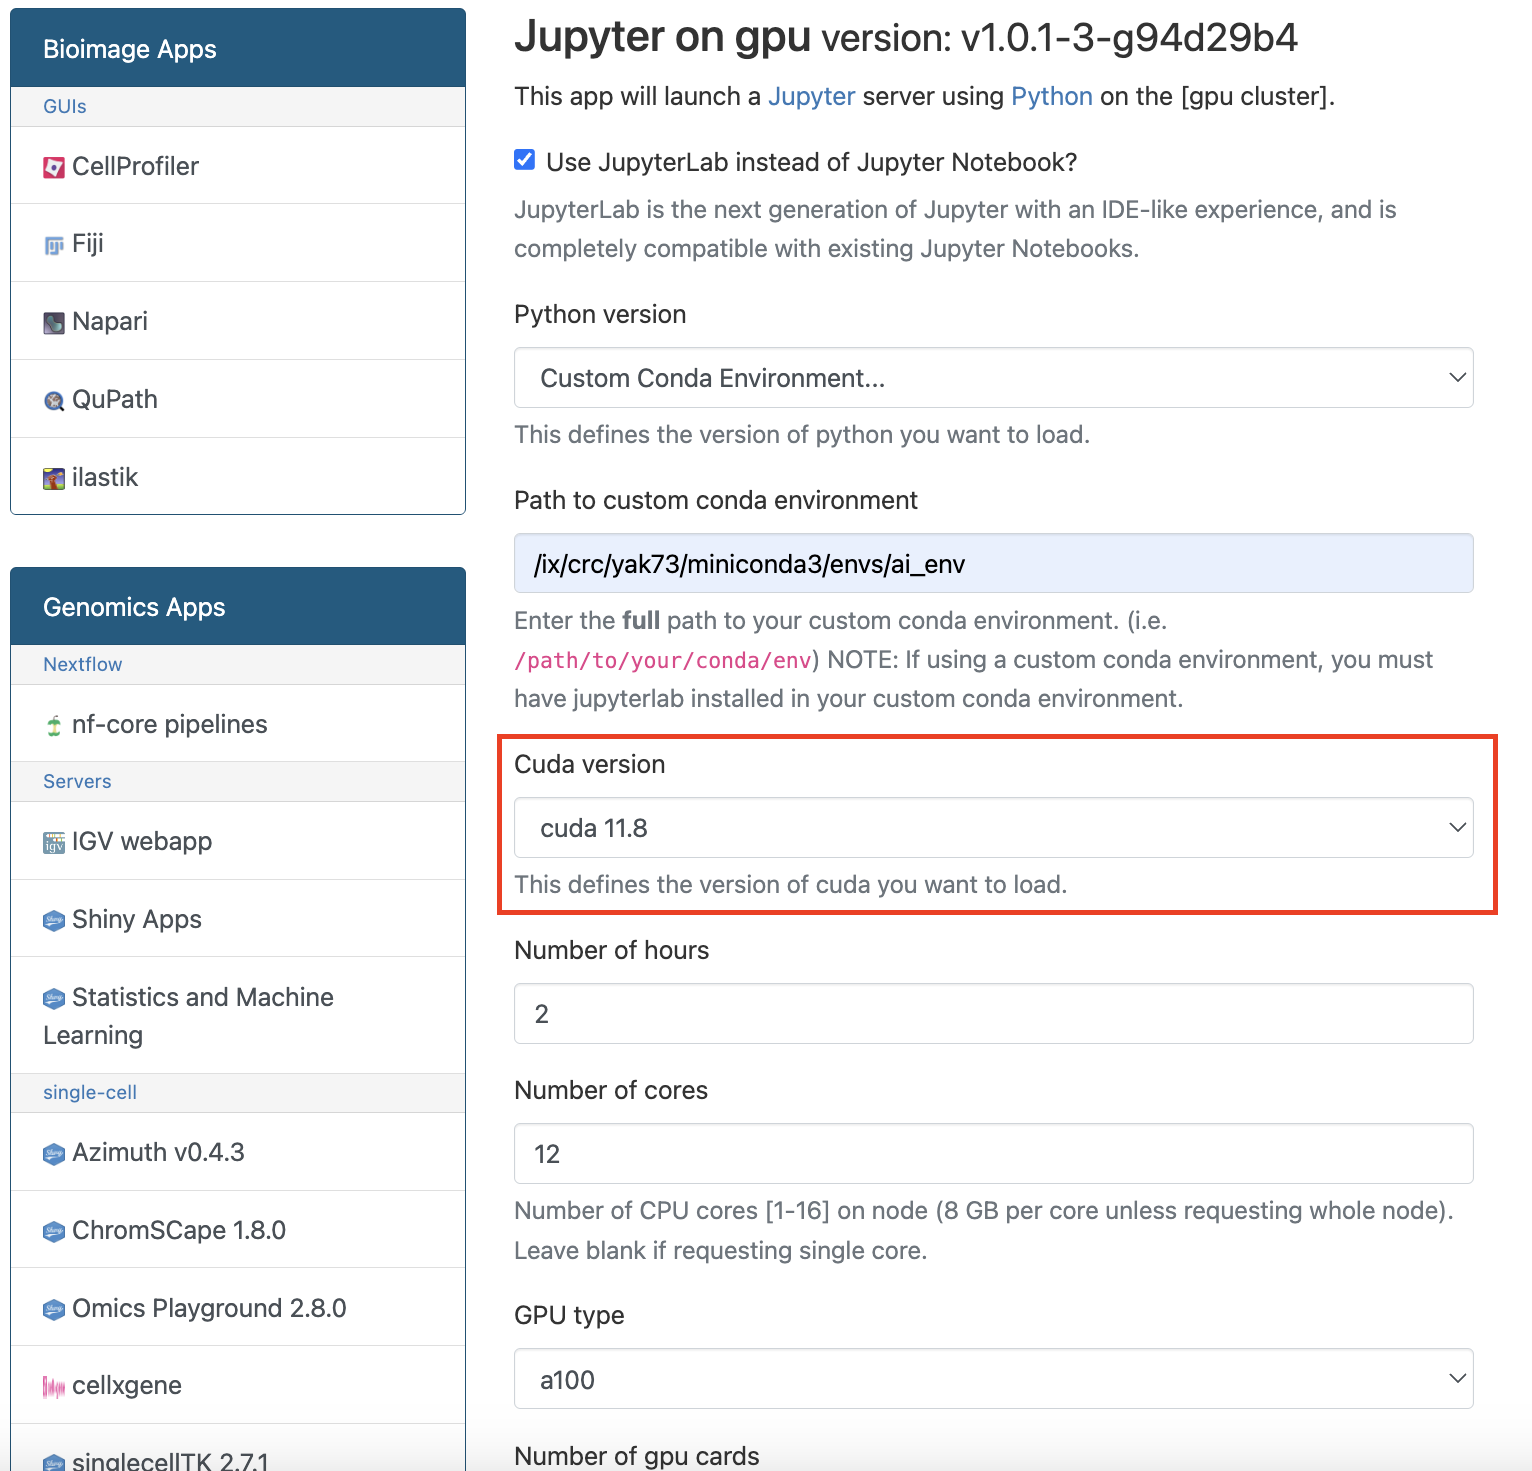 Bioimage Apps
GUIs
CellProfiler
Fiji
Napari
QuPath
ilastik
Genomics Apps
Nextflow
nf-core pipelines
Servers
IGV webapp
Shiny Apps
Statistics and Machine
Learning
single-cell
Azimuth v0.4.3
ChromSCape 1.8.0
Omics Playground 2.8.0
cellxgene
singlecellTK 2.7.1
Jupyter on gpu version: v1.0.1-3-g94d29b4
This app will launch a Jupyter server using Python on the [gpu cluster].
Use JupyterLab instead of Jupyter Notebook?
JupyterLab is the next generation of Jupyter with an IDE-like experience, and is
completely compatible with existing Jupyter Notebooks.
Python version
Custom Conda Environment...
This defines the version of python you want to load.
Path to custom conda environment
/ix/crc/yak73/miniconda3/envs/ai_env
Enter the full path to your custom conda environment. (i.e.
/path/to/your/conda/env) NOTE: If using a custom conda environment, you must
have jupyterlab installed in your custom conda environment.
Cuda version
cuda 11.8
This defines the version of cuda you want to load.
Number of hours
2
Number of cores
12
Number of CPU cores [1-16] on node (8 GB per core unless requesting whole node).
Leave blank if requesting single core.
GPU type
a100
Number of gpu cards